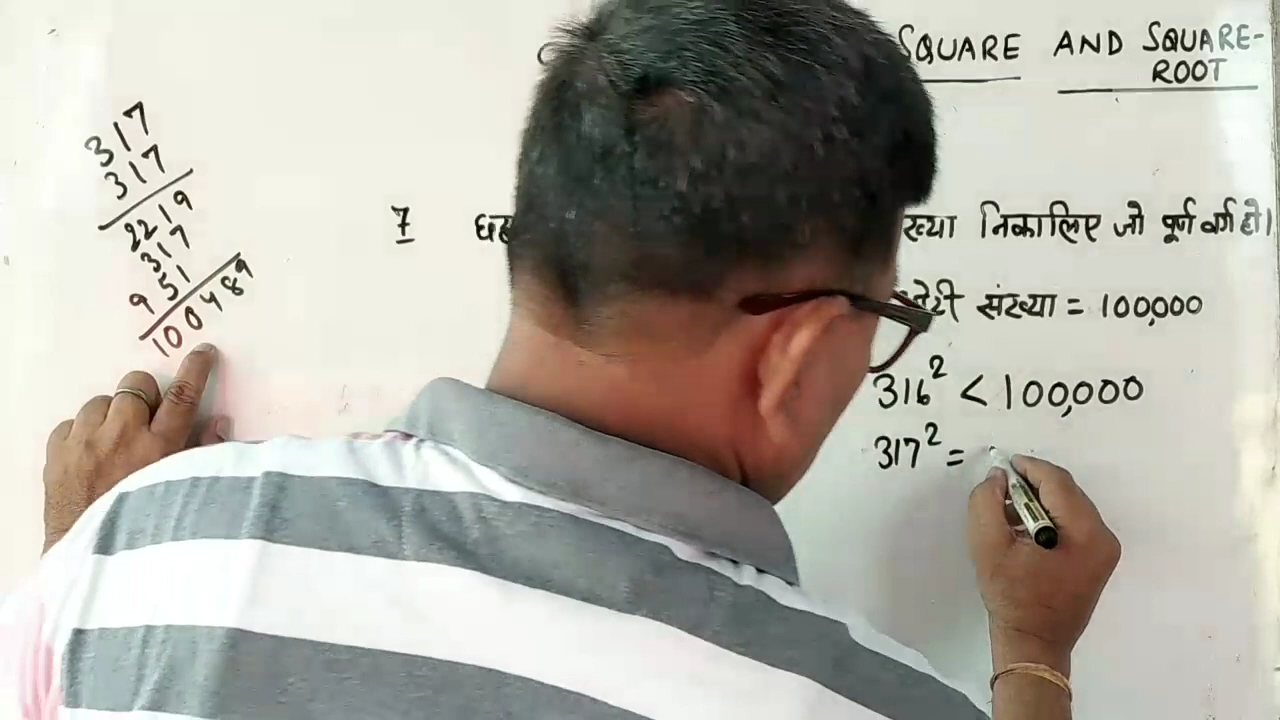 SQUARE AND SQUARE-
ROOT
317
317
2219
317
951
100489
7 निकालिए जो पूर्ण वर्ग हो।
संख्या = 100,000
316² < 100,000
317² =